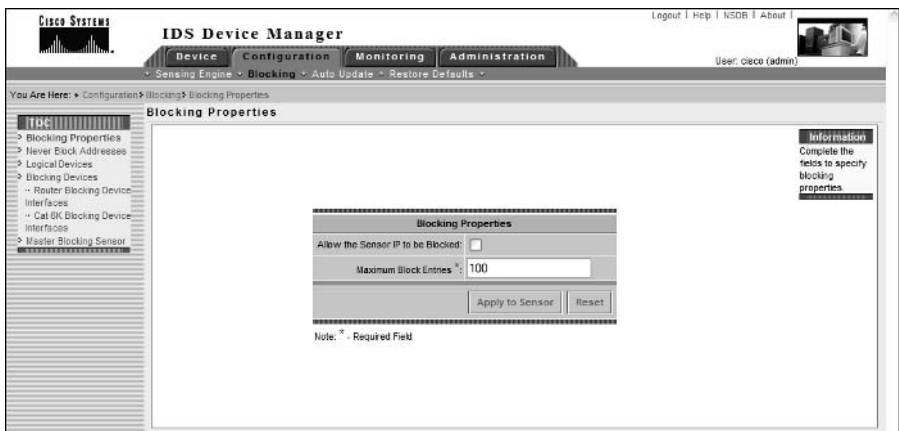 Logout | Help | NSDB | About |
CISCO SYSTEMS
IDS Device Manager
Device Configuration Monitoring Administration
User: cisco (admin)
Sensing Engine Blocking Auto Update Restore Defaults
You Are Here: Configuration Blocking Blocking Properties
TOC
Blocking Properties
Never Block Addresses
Logical Devices
Blocking Devices
Router Blocking Device
Interfaces
Cat 6K Blocking Device
Interfaces
Master Blocking Sensor
Blocking Properties
Information
Complete the
fields to specify
blocking
properties.
Blocking Properties
Allow the Sensor IP to be Blocked:
Maximum Block Entries *: 100
Apply to Sensor Reset
Note: * - Required Field